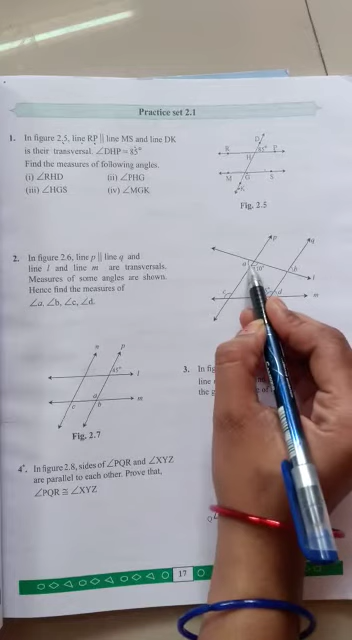 Practice set 2.1
1. In figure 2.5, line RP || line MS and line DK
is their transversal. ∠DHP = 85°
Find the measures of following angles.
(i) ∠RHD (ii) ∠PHG
(iii) ∠HGS (iv) ∠MGK
D
R H 85° P
M G S
K
Fig. 2.5
2. In figure 2.6, line p || line q and
line l and line m are transversals.
Measures of some angles are shown.
Hence find the measures of
∠a, ∠b, ∠c, ∠d.
p q
a b
l
c d m
n p
45° l
a m
c b
Fig. 2.7
3. In fig
line
the
4*. In figure 2.8, sides of ∠PQR and ∠XYZ
are parallel to each other. Prove that,
∠PQR ≅ ∠XYZ
Q
17